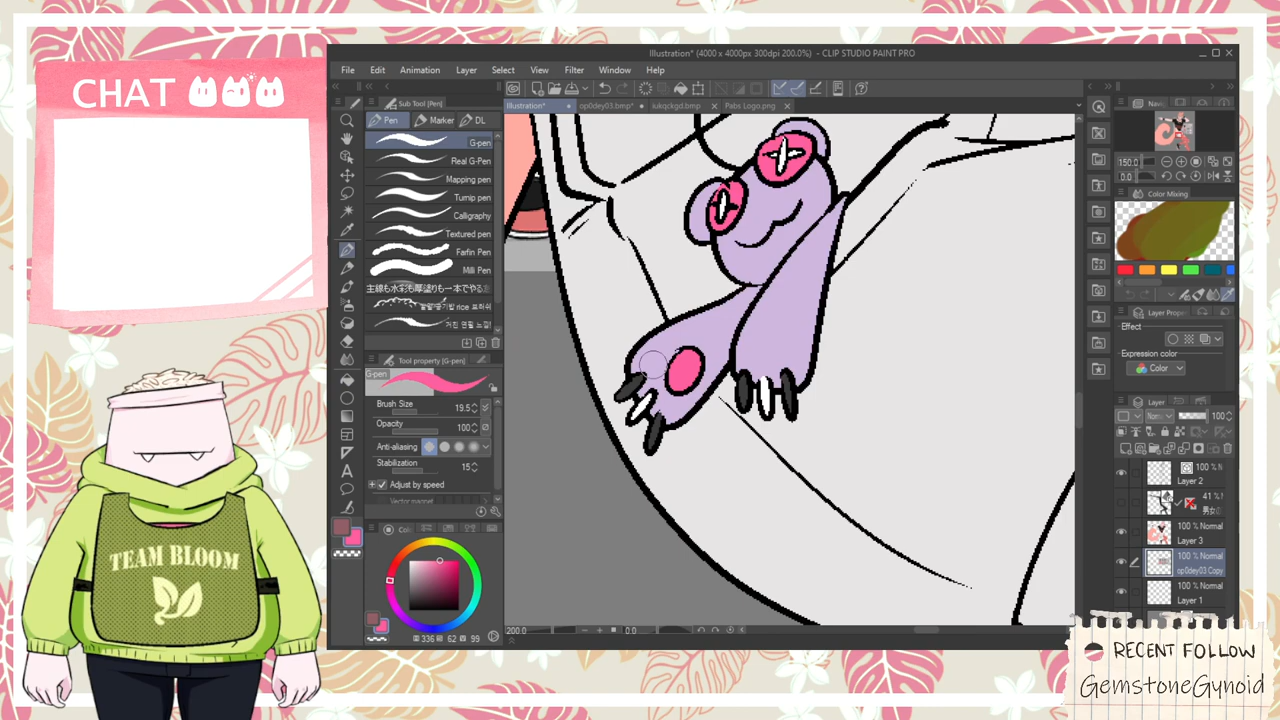 CHAT
Illustration* (4000 x 4000px 300dpi 200.0%) - CLIP STUDIO PAINT PRO
File Edit Animation Layer Select View Filter Window Help
Sub Tool [Pen]
Illustration* op0dey03.bmp* iukqckgd.bmp Pabs Logo.png
Pen Marker DL
G-pen
Real G-Pen
Mapping pen
Turnip pen
Calligraphy
Textured pen
Farfin Pen
Milli Pen
Tool property [G-pen]
G-pen
Brush Size 19.5
Opacity 100
Anti-aliasing
Stabilization 15
Adjust by speed
Vector magnet
336 62 99
200.0 0.0
150.0
0.0
Color Mixing
Effect
Expression color
Color
Layer
100
100 % N
Layer 2
41 %
100 % Normal
Layer 3
100 % Normal
op0dey03 Copy
100 % Normal
Layer 1
TEAM BLOOM
RECENT FOLLOW
GemstoneGynoid